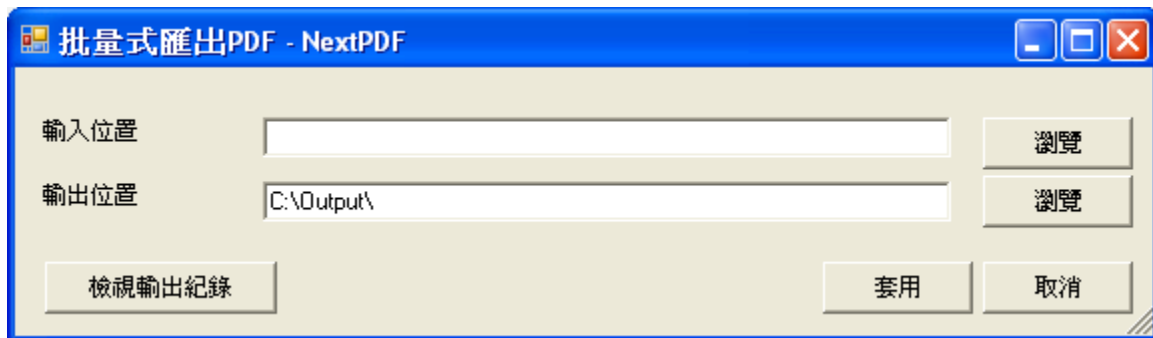 批量式匯出PDF - NextPDF
輸入位置
瀏覽
輸出位置 C:\Output\ 瀏覽
檢視輸出紀錄 套用 取消